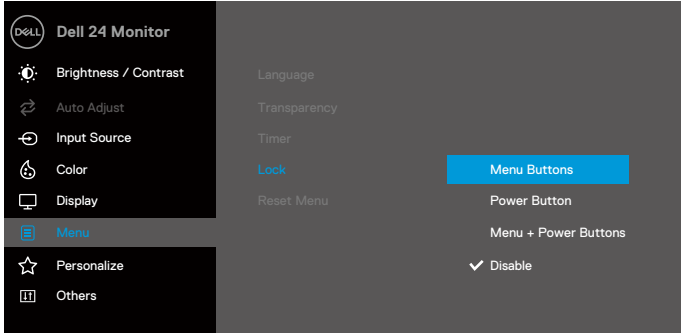 DELL Dell 24 Monitor
Brightness / Contrast
Auto Adjust
Input Source
Color
Display
Menu
Personalize
Others
Language
Transparency
Timer
Lock
Reset Menu
Menu Buttons
Power Button
Menu + Power Buttons
Disable